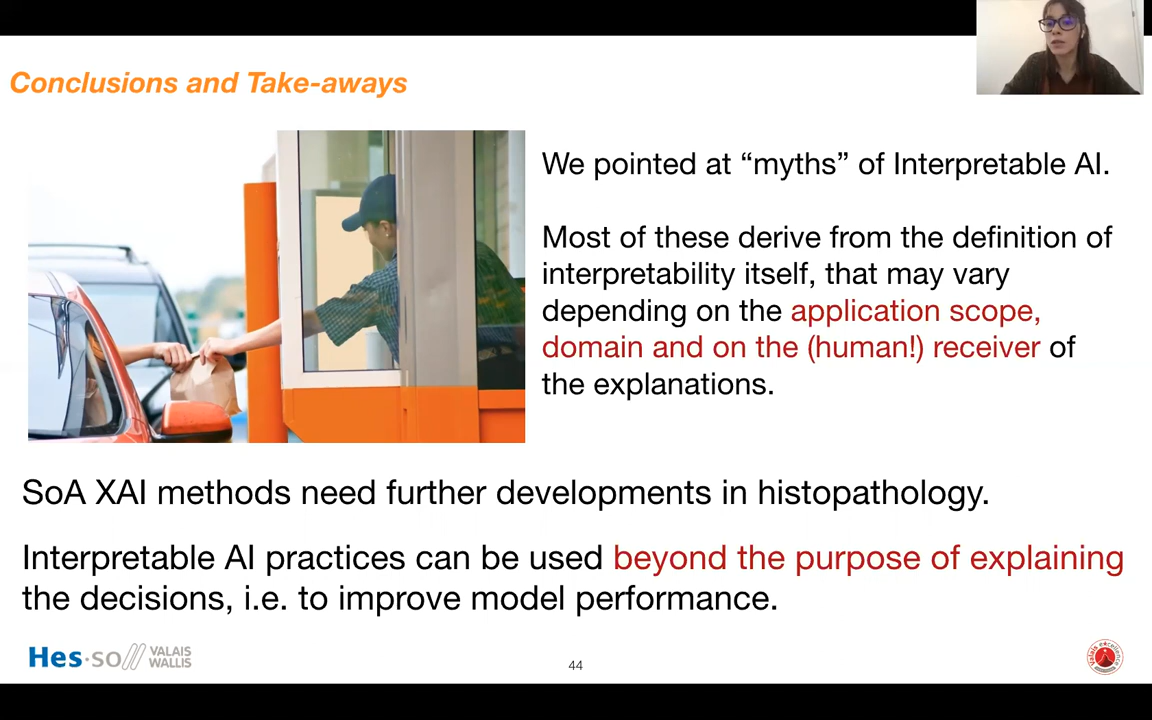 Conclusions and Take-aways
We pointed at “myths” of Interpretable AI.
Most of these derive from the definition of
interpretability itself, that may vary
depending on the application scope,
domain and on the (human!) receiver of
the explanations.
SoA XAI methods need further developments in histopathology.
Interpretable AI practices can be used beyond the purpose of explaining
the decisions, i.e. to improve model performance.
Hes·so// VALAIS
WALLIS
44
Valais excellence